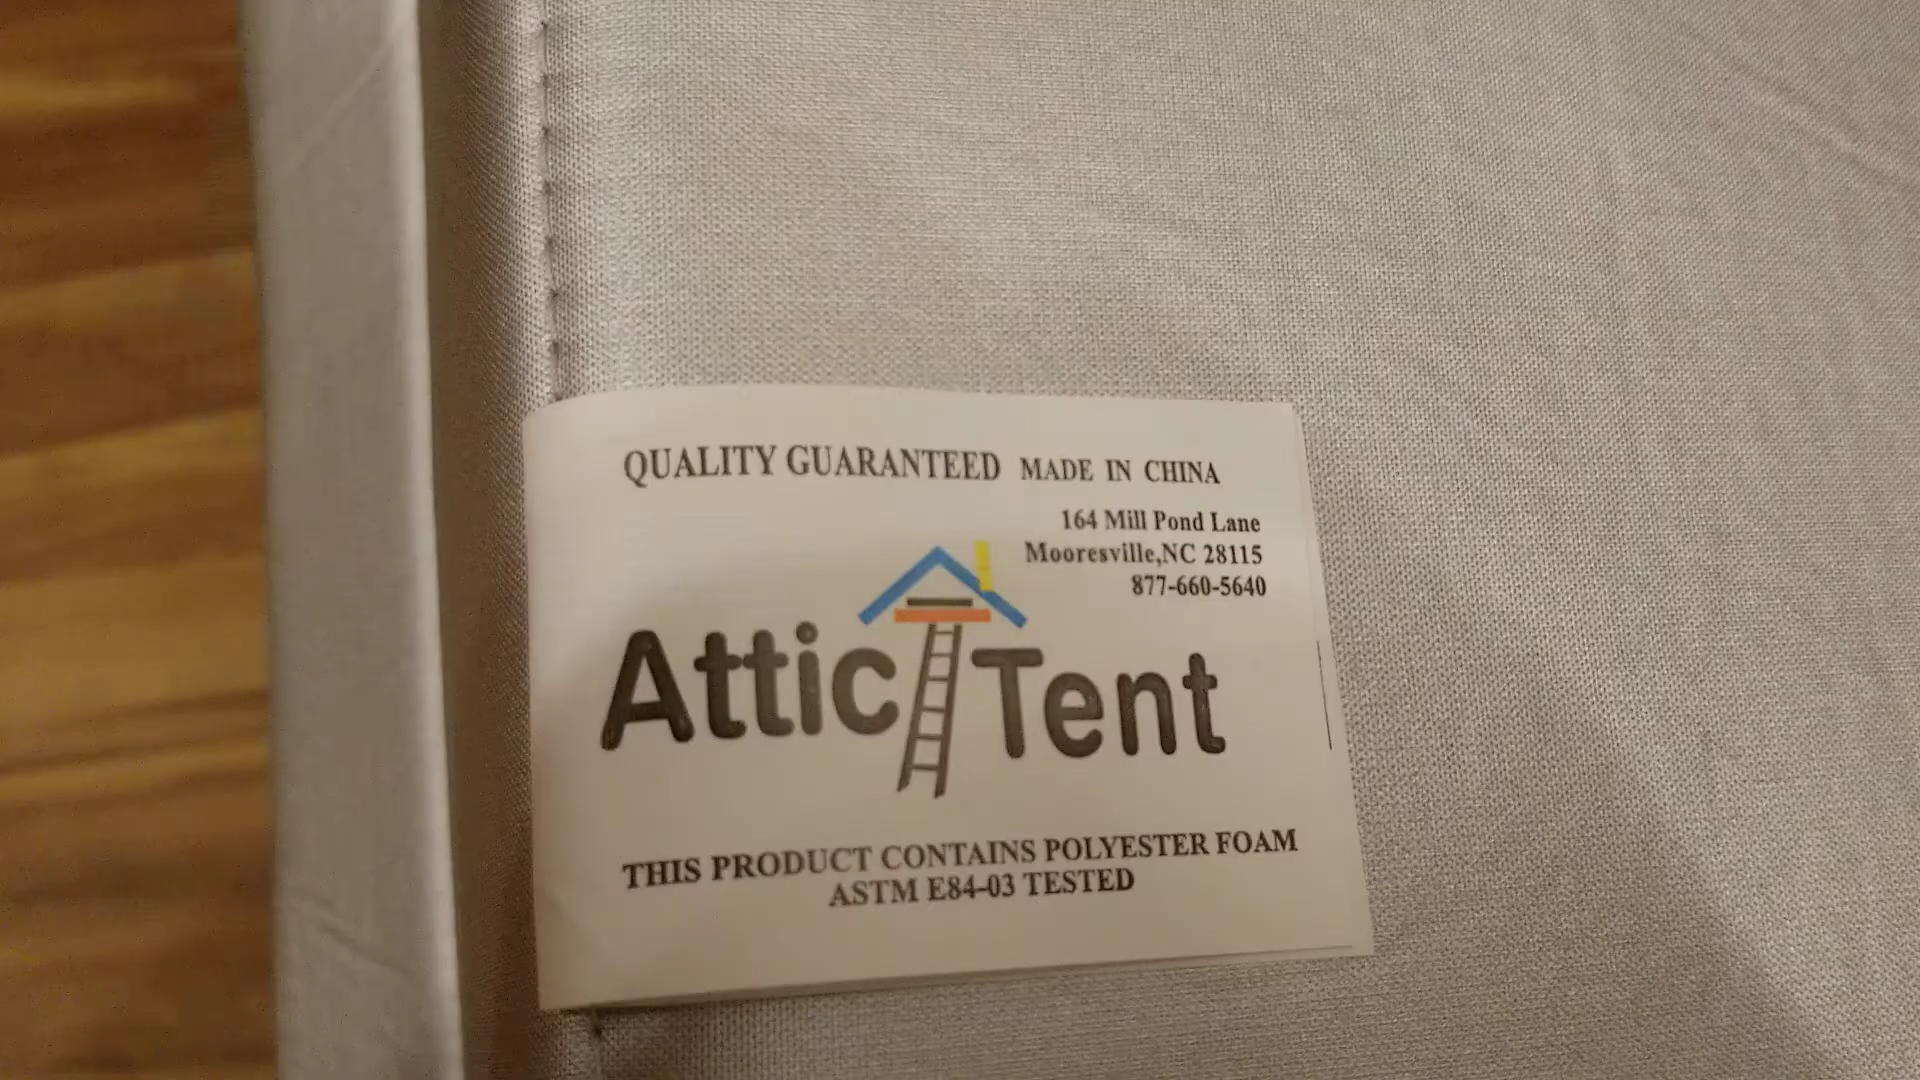 QUALITY GUARANTEED MADE IN CHINA
164 Mill Pond Lane
Mooresville,NC 28115
877-660-5640
Attic Tent
THIS PRODUCT CONTAINS POLYESTER FOAM
ASTM E84-03 TESTED